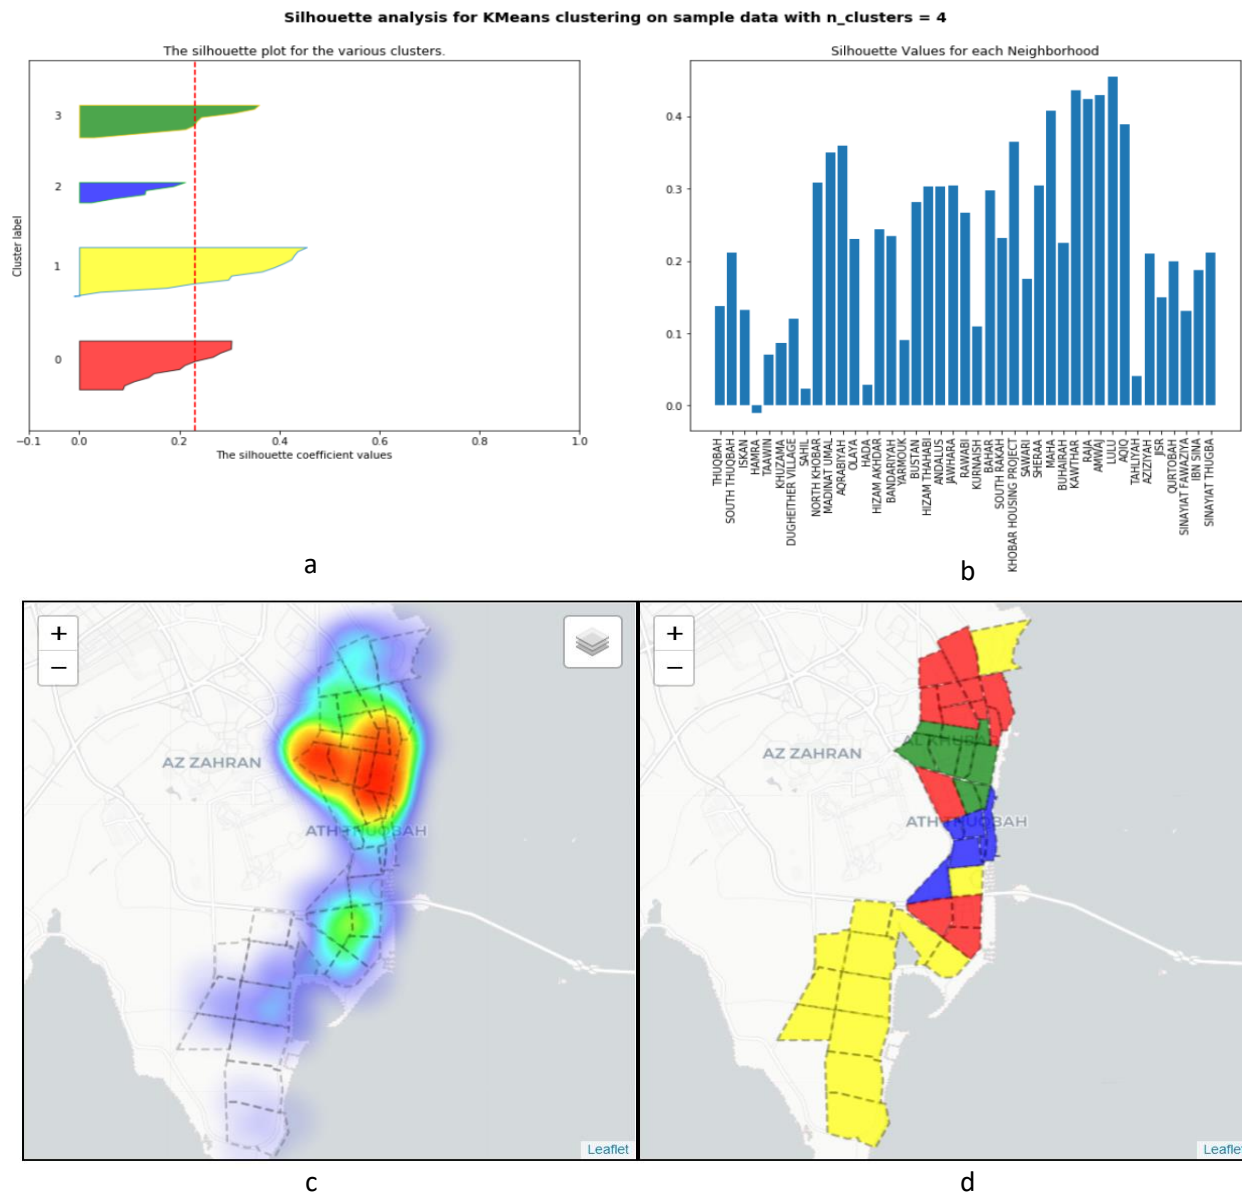 Silhouette analysis for KMeans clustering on sample data with n_clusters = 4
The silhouette plot for the various clusters.
3
2
1
0
Cluster label
−0.1 0.0 0.2 0.4 0.6 0.8 1.0
The silhouette coefficient values
a
Silhouette Values for each Neighborhood
0.4
0.3
0.2
0.1
0.0
THUQBAH
SOUTH THUQBAH
ISKAN
HAMRA
TAAWIN
KHUZAMA
DUGHEITHER VILLAGE
SAHIL
NORTH KHOBAR
MADINAT UMAL
AQRABIYAH
OLAYA
HADA
HIZAM AKHDAR
BANDARIYAH
YARMOUK
BUSTAN
HIZAM THAHABI
ANDALUS
JAWHARA
RAWABI
KURNAISH
BAHAR
SOUTH RAKAH
KHOBAR HOUSING PROJECT
SAWARI
SHERAA
MAHA
BUHAIRAH
KAWTHAR
RAJA
AMWAJ
LULU
AQIQ
TAHLIYAH
AZIZIYAH
JISR
QURTOBAH
SINAYIAT FAWAZIYA
IBN SINA
SINAYIAT THUGBA
b
+
−
AZ ZAHRAN
ATH THUQBAH
Leaflet
c
+
−
AZ ZAHRAN
ATH THUQBAH
Leaflet
d